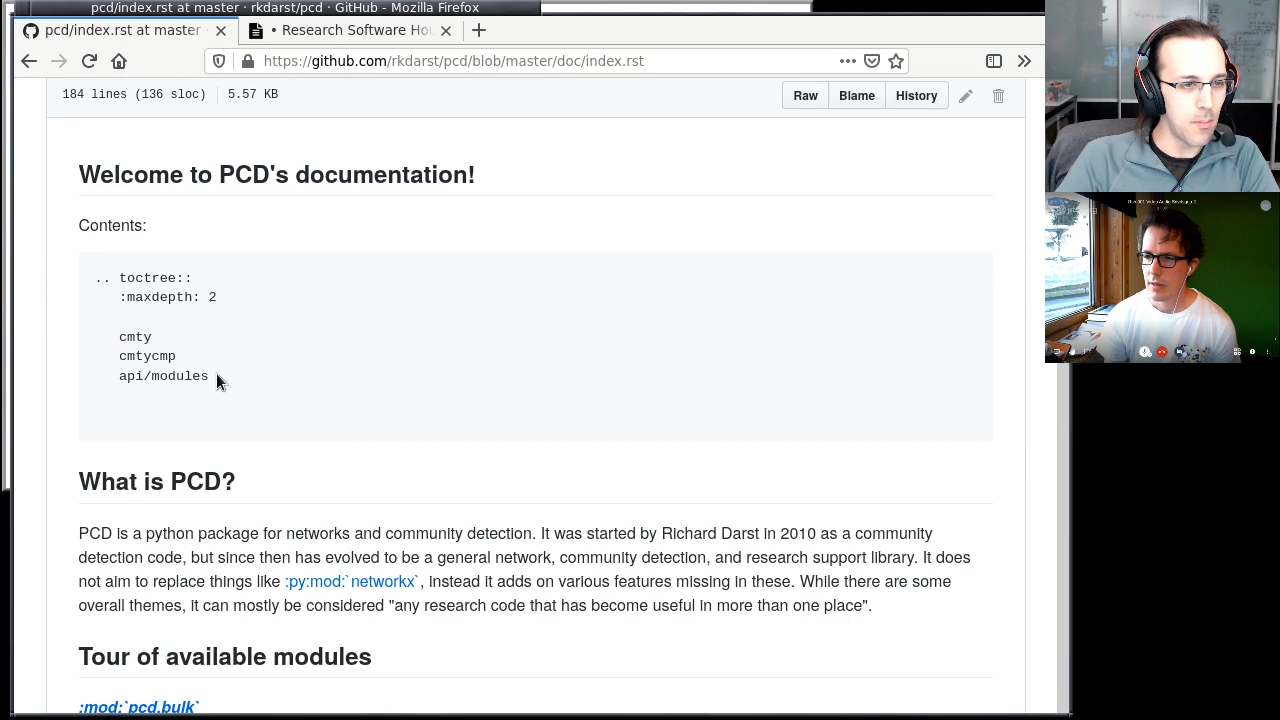 pcd/index.rst at master · rkdarst/pcd · GitHub - Mozilla Firefox
pcd/index.rst at master
• Research Software Ho
https://github.com/rkdarst/pcd/blob/master/doc/index.rst
184 lines (136 sloc) 5.57 KB
Raw Blame History
Welcome to PCD's documentation!
Contents:
.. toctree::
:maxdepth: 2
cmty
cmtycmp
api/modules
What is PCD?
PCD is a python package for networks and community detection. It was started by Richard Darst in 2010 as a community
detection code, but since then has evolved to be a general network, community detection, and research support library. It does
not aim to replace things like :py:mod:`networkx`, instead it adds on various features missing in these. While there are some
overall themes, it can mostly be considered "any research code that has become useful in more than one place".
Tour of available modules
:mod:`pcd.bulk`